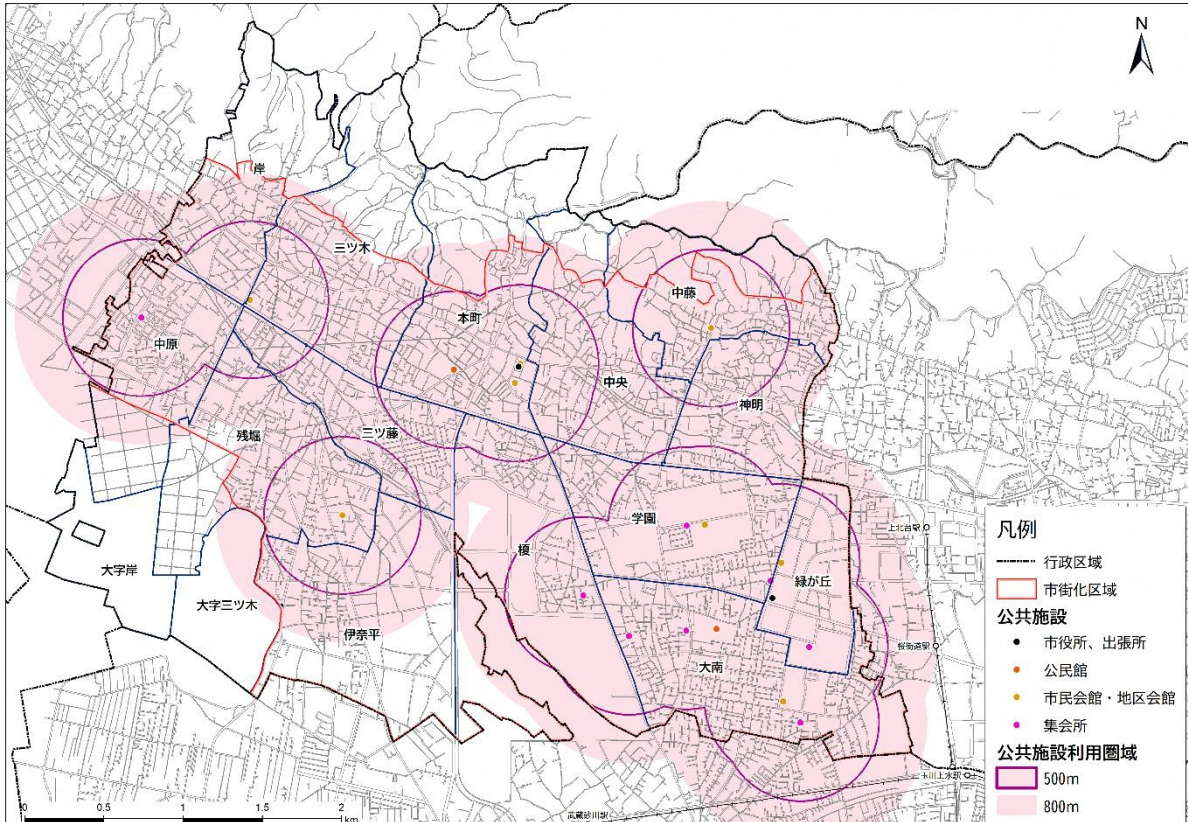 N
岸
三ツ木
中藤
本町
中原
中央
神明
残堀
三ツ藤
学園
榎
上北台駅
大字岸
緑が丘
大字三ツ木
伊奈平
桜街道駅
大南
玉川上水駅
武蔵砂川駅
0 0.5 1 1.5 2 km
凡例
行政区域
市街化区域
公共施設
市役所、出張所
公民館
市民会館・地区会館
集会所
公共施設利用圏域
500m
800m